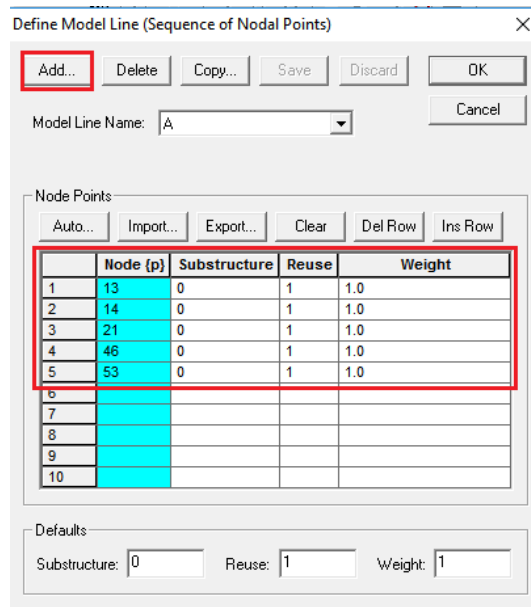 Define Model Line (Sequence of Nodal Points)
Add... Delete Copy... Save Discard OK
Model Line Name: A Cancel
Node Points
Auto... Import... Export... Clear Del Row Ins Row
Node {p} Substructure Reuse Weight
1 13 0 1 1.0
2 14 0 1 1.0
3 21 0 1 1.0
4 46 0 1 1.0
5 53 0 1 1.0
6
7
8
9
10
Defaults
Substructure: 0 Reuse: 1 Weight: 1